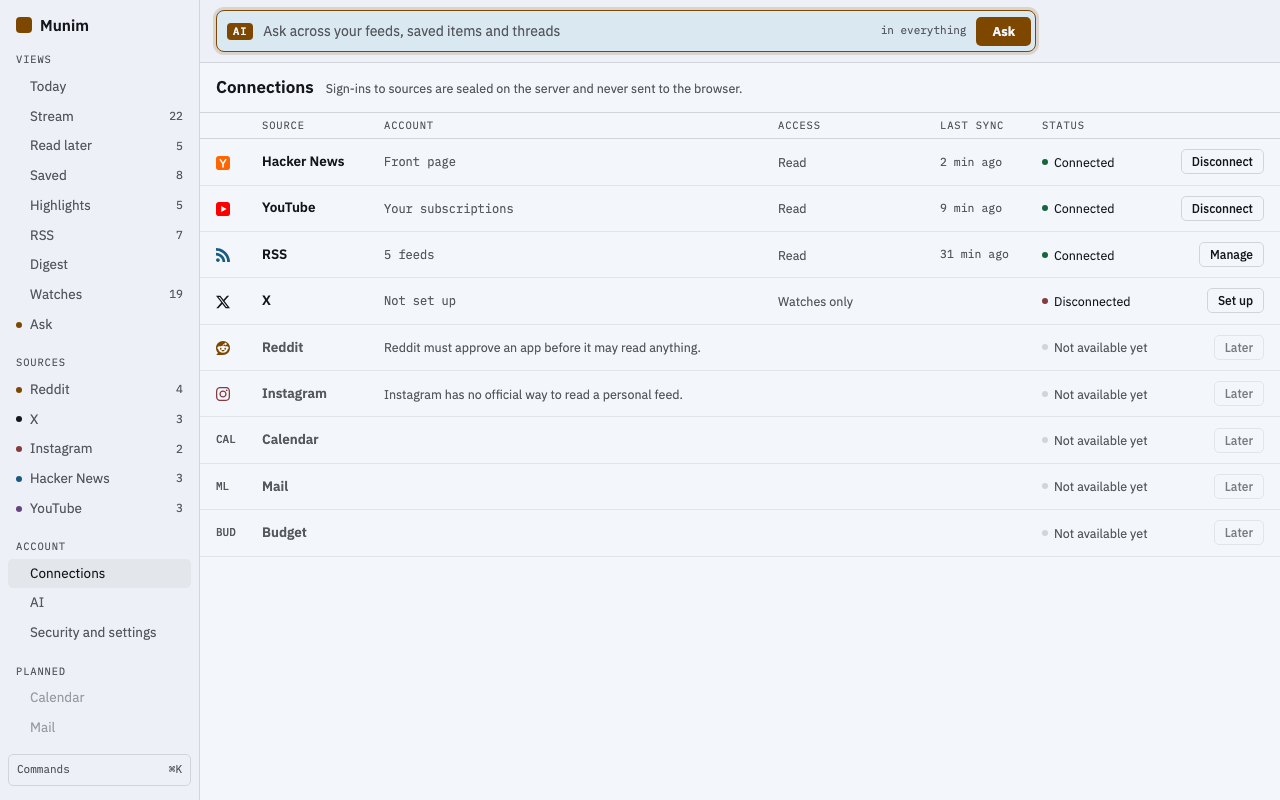 Munim
VIEWS
Today
Stream 22
Read later 5
Saved 8
Highlights 5
RSS 7
Digest
Watches 19
Ask
SOURCES
Reddit 4
X 3
Instagram 2
Hacker News 3
YouTube 3
ACCOUNT
Connections
AI
Security and settings
PLANNED
Calendar
Mail
Commands ⌘K
AI Ask across your feeds, saved items and threads in everything Ask
Connections Sign-ins to sources are sealed on the server and never sent to the browser.
SOURCE ACCOUNT ACCESS LAST SYNC STATUS
Hacker News Front page Read 2 min ago Connected Disconnect
YouTube Your subscriptions Read 9 min ago Connected Disconnect
RSS 5 feeds Read 31 min ago Connected Manage
X Not set up Watches only Disconnected Set up
Reddit Reddit must approve an app before it may read anything. Not available yet Later
Instagram Instagram has no official way to read a personal feed. Not available yet Later
CAL Calendar Not available yet Later
ML Mail Not available yet Later
BUD Budget Not available yet Later